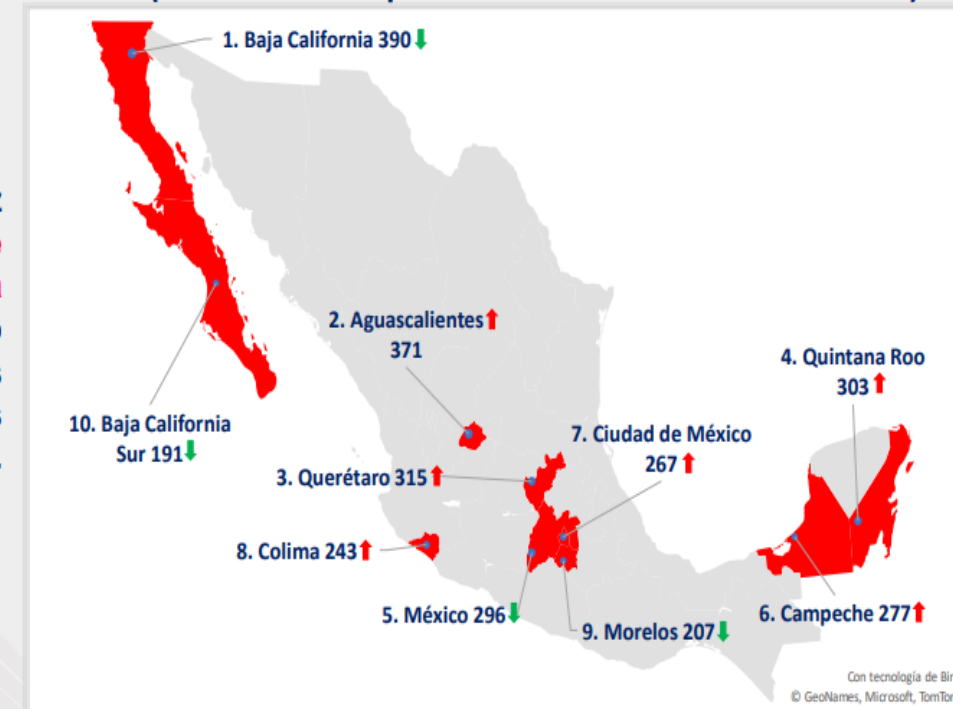 1. Baja California 390
2. Aguascalientes
371
4. Quintana Roo
303
10. Baja California
Sur 191
7. Ciudad de México
267
3. Querétaro 315
8. Colima 243
5. México 296
9. Morelos 207
6. Campeche 277
Con tecnología de Bin
© GeoNames, Microsoft, TomTom